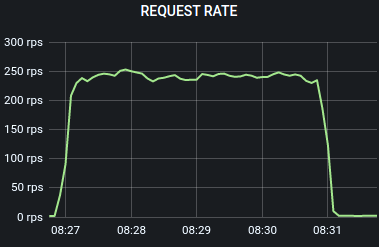 REQUEST RATE
300 rps
250 rps
200 rps
150 rps
100 rps
50 rps
0 rps
08:27 08:28 08:29 08:30 08:31